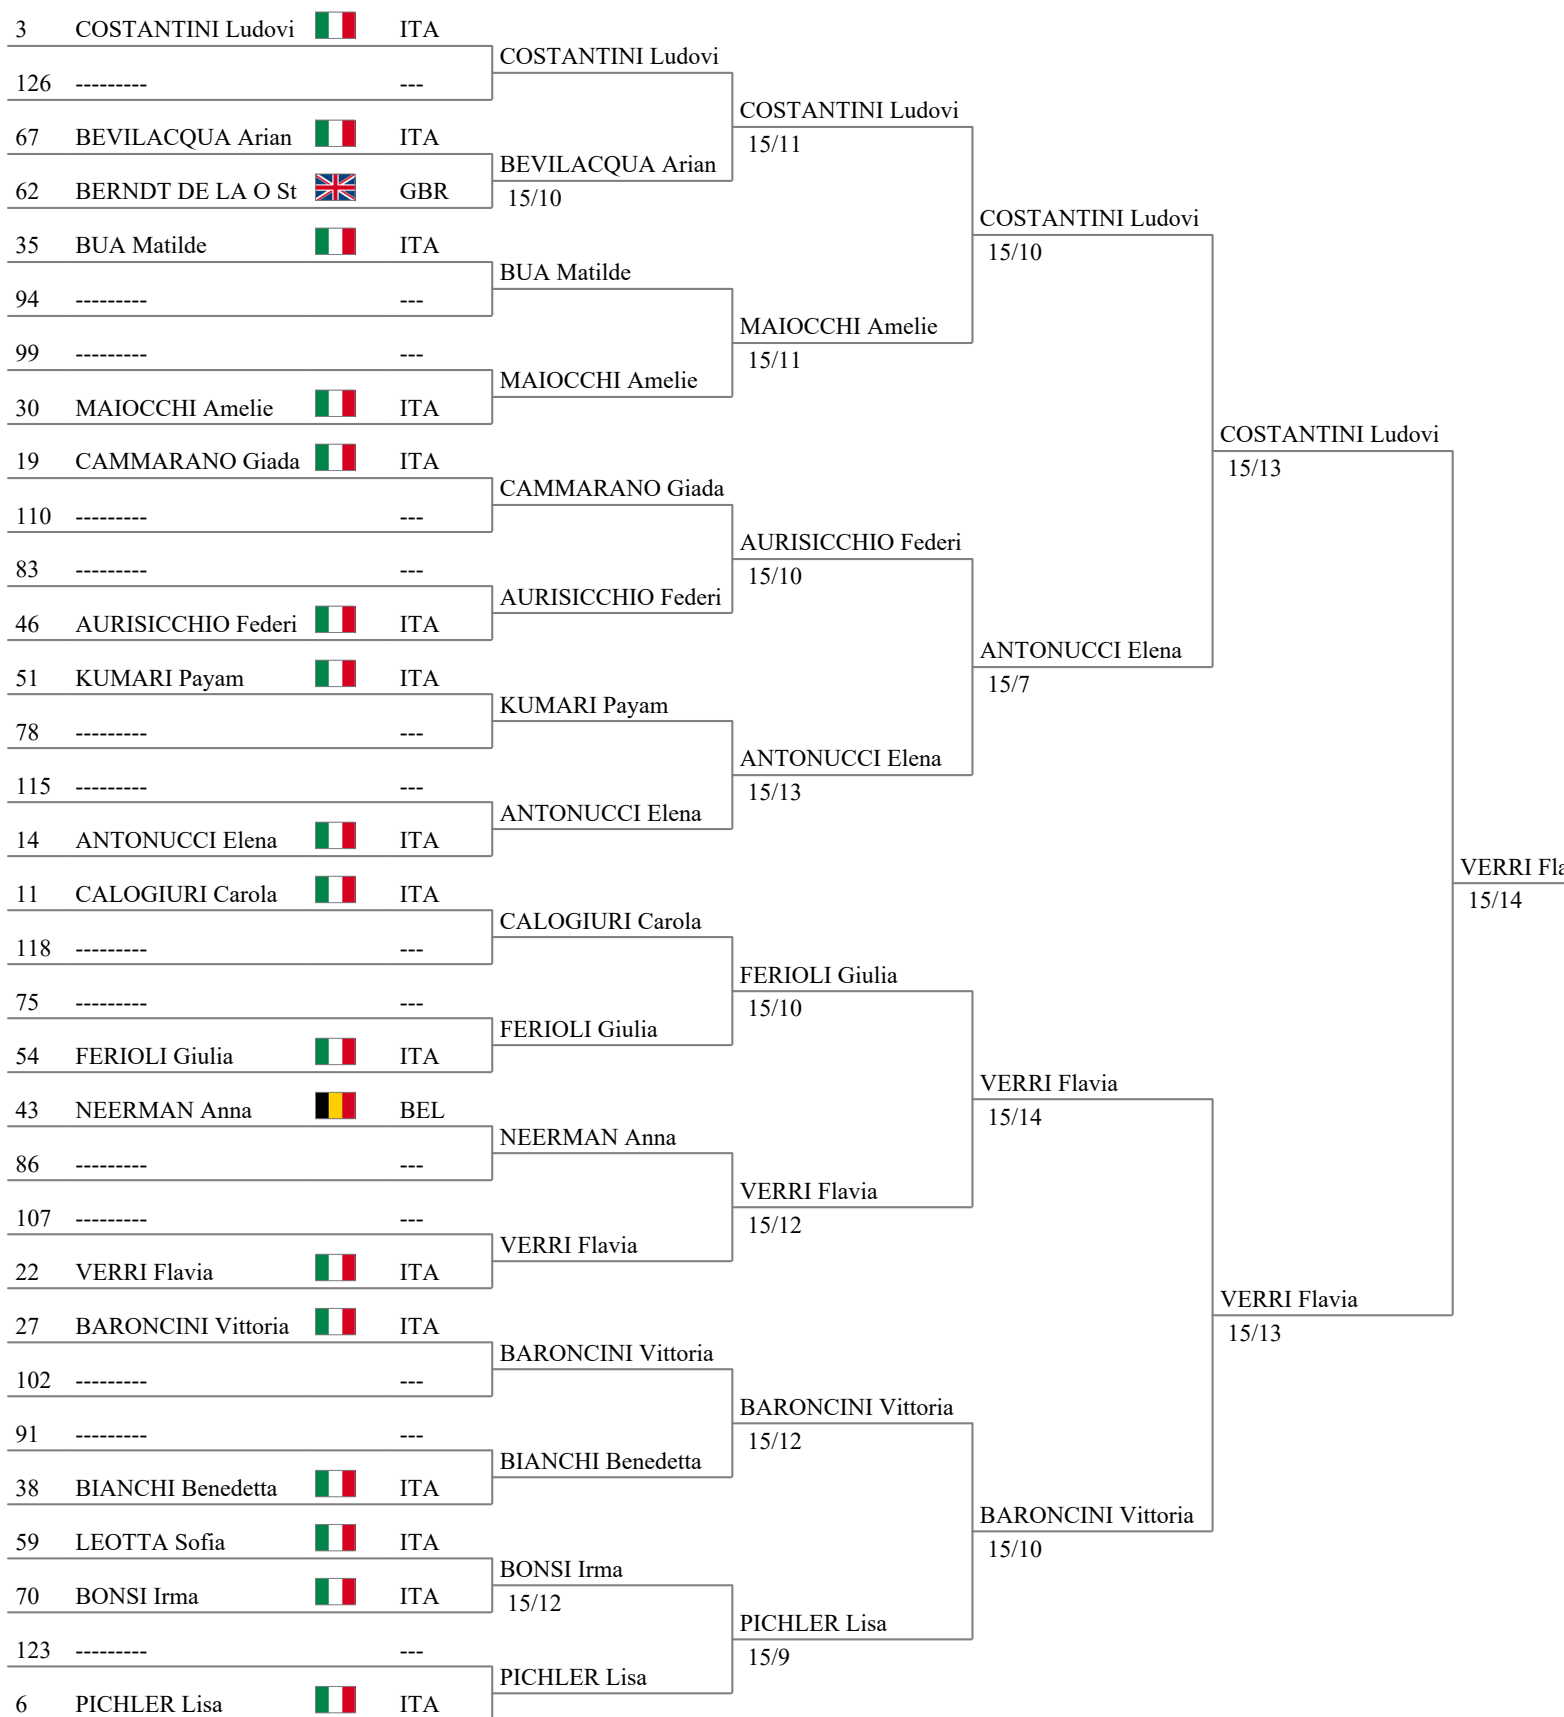 3 COSTANTINI Ludovi ITA
COSTANTINI Ludovi
126 --------- ---
COSTANTINI Ludovi
15/11
67 BEVILACQUA Arian ITA
BEVILACQUA Arian
15/10
62 BERNDT DE LA O St GBR
COSTANTINI Ludovi
15/10
35 BUA Matilde ITA
BUA Matilde
94 --------- ---
MAIOCCHI Amelie
15/11
99 --------- ---
MAIOCCHI Amelie
30 MAIOCCHI Amelie ITA
COSTANTINI Ludovi
15/13
19 CAMMARANO Giada ITA
CAMMARANO Giada
110 --------- ---
AURISICCHIO Federi
15/10
83 --------- ---
AURISICCHIO Federi
46 AURISICCHIO Federi ITA
ANTONUCCI Elena
15/7
51 KUMARI Payam ITA
KUMARI Payam
78 --------- ---
ANTONUCCI Elena
15/13
115 --------- ---
ANTONUCCI Elena
14 ANTONUCCI Elena ITA
VERRI Fla
15/14
11 CALOGIURI Carola ITA
CALOGIURI Carola
118 --------- ---
FERIOLI Giulia
15/10
75 --------- ---
FERIOLI Giulia
54 FERIOLI Giulia ITA
VERRI Flavia
15/14
43 NEERMAN Anna BEL
NEERMAN Anna
86 --------- ---
VERRI Flavia
15/12
107 --------- ---
VERRI Flavia
22 VERRI Flavia ITA
VERRI Flavia
15/13
27 BARONCINI Vittoria ITA
BARONCINI Vittoria
102 --------- ---
BARONCINI Vittoria
15/12
91 --------- ---
BIANCHI Benedetta
38 BIANCHI Benedetta ITA
BARONCINI Vittoria
15/10
59 LEOTTA Sofia ITA
BONSI Irma
15/12
70 BONSI Irma ITA
PICHLER Lisa
15/9
123 --------- ---
PICHLER Lisa
6 PICHLER Lisa ITA